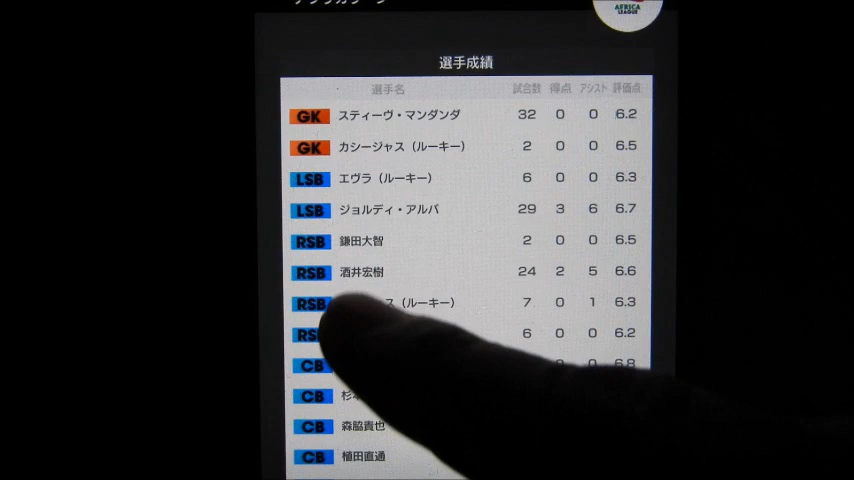 AFRICA
LEAGUE
選手成績
選手名 試合数 得点 アシスト 評価点
GK スティーヴ・マンダンダ 32 0 0 6.2
GK カシージャス（ルーキー） 2 0 0 6.5
LSB エヴラ（ルーキー） 6 0 0 6.3
LSB ジョルディ・アルバ 29 3 6 6.7
RSB 鎌田大智 2 0 0 6.5
RSB 酒井宏樹 24 2 5 6.6
RSB ス（ルーキー） 7 0 1 6.3
6 0 0 6.2
CB 0 0 6.8
CB 杉
CB 森脇貴也
CB 植田直通